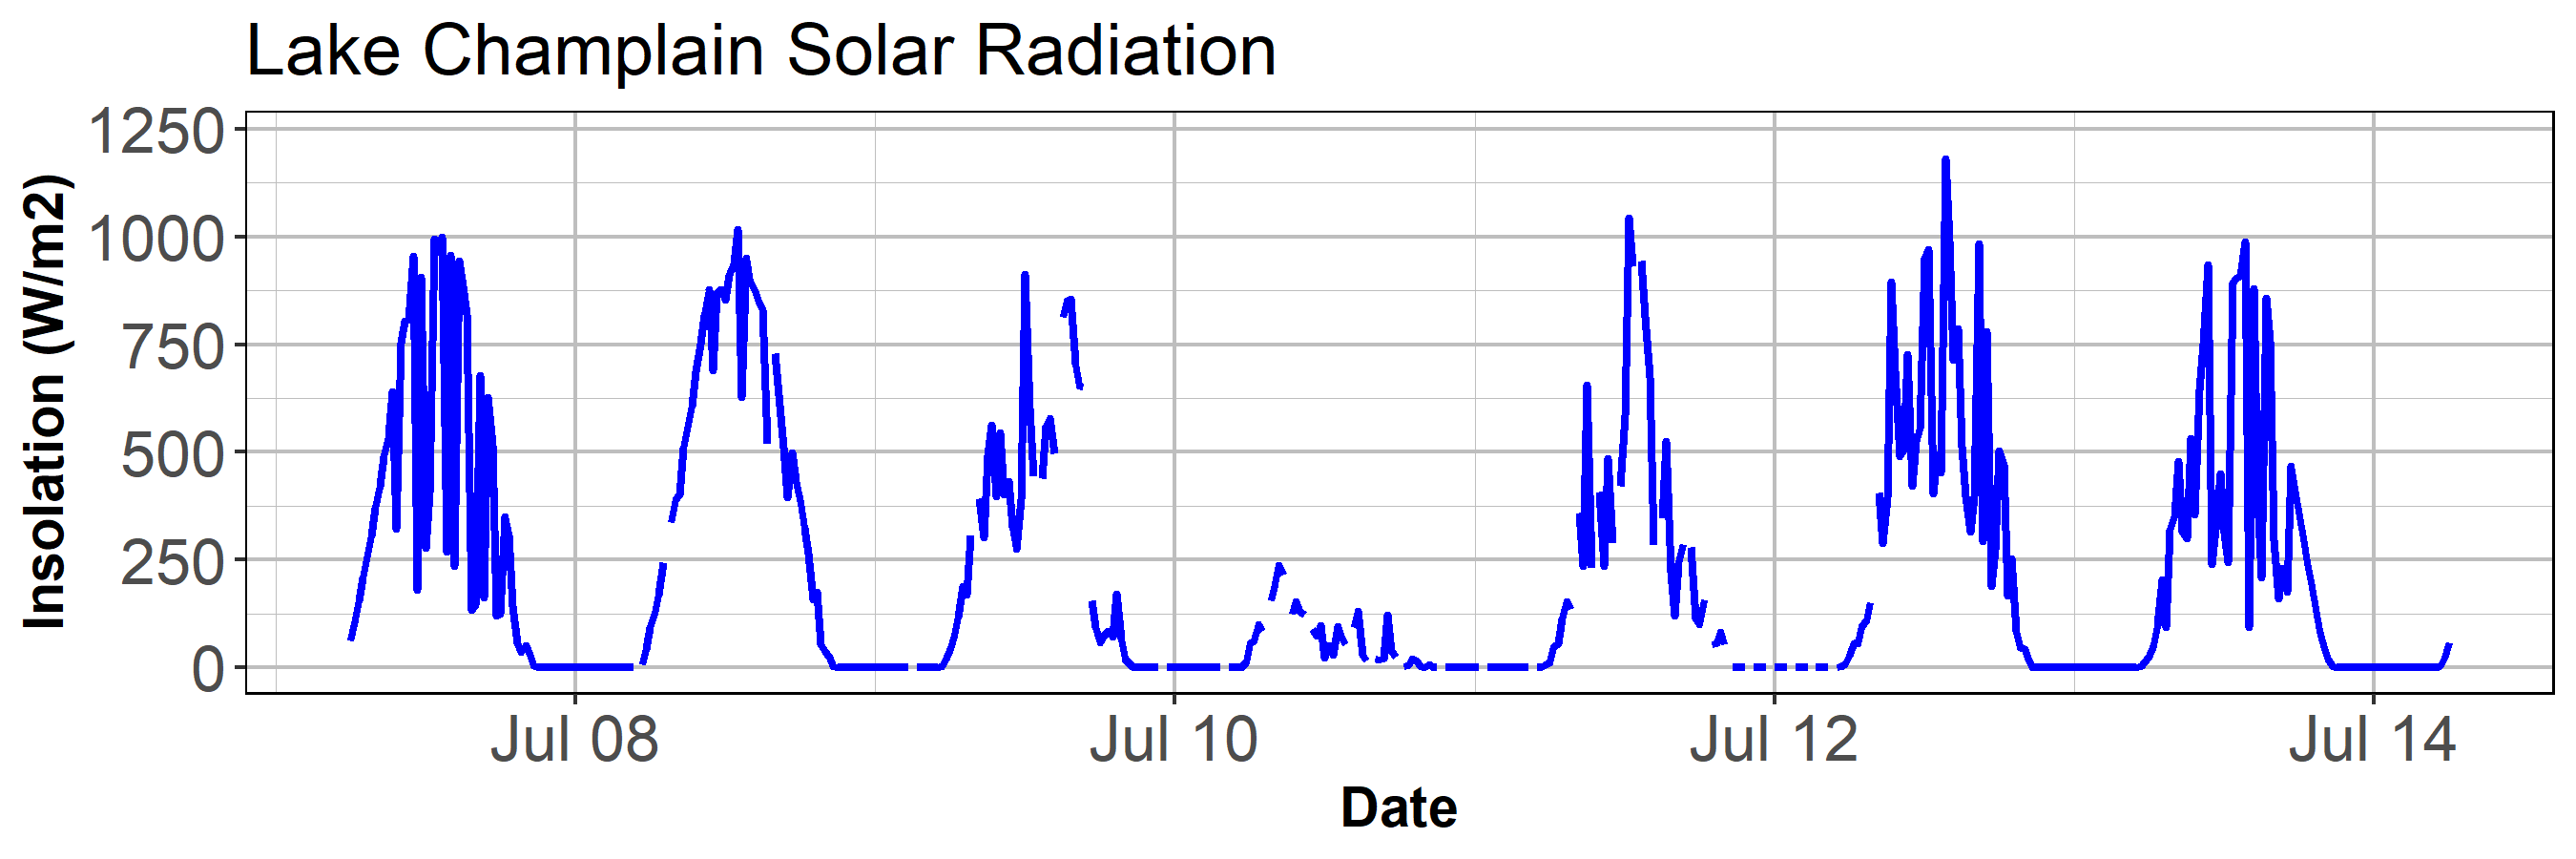 Lake Champlain Solar Radiation
Insolation (W/m2)
1250
1000
750
500
250
0
Jul 08
Jul 10
Jul 12
Jul 14
Date